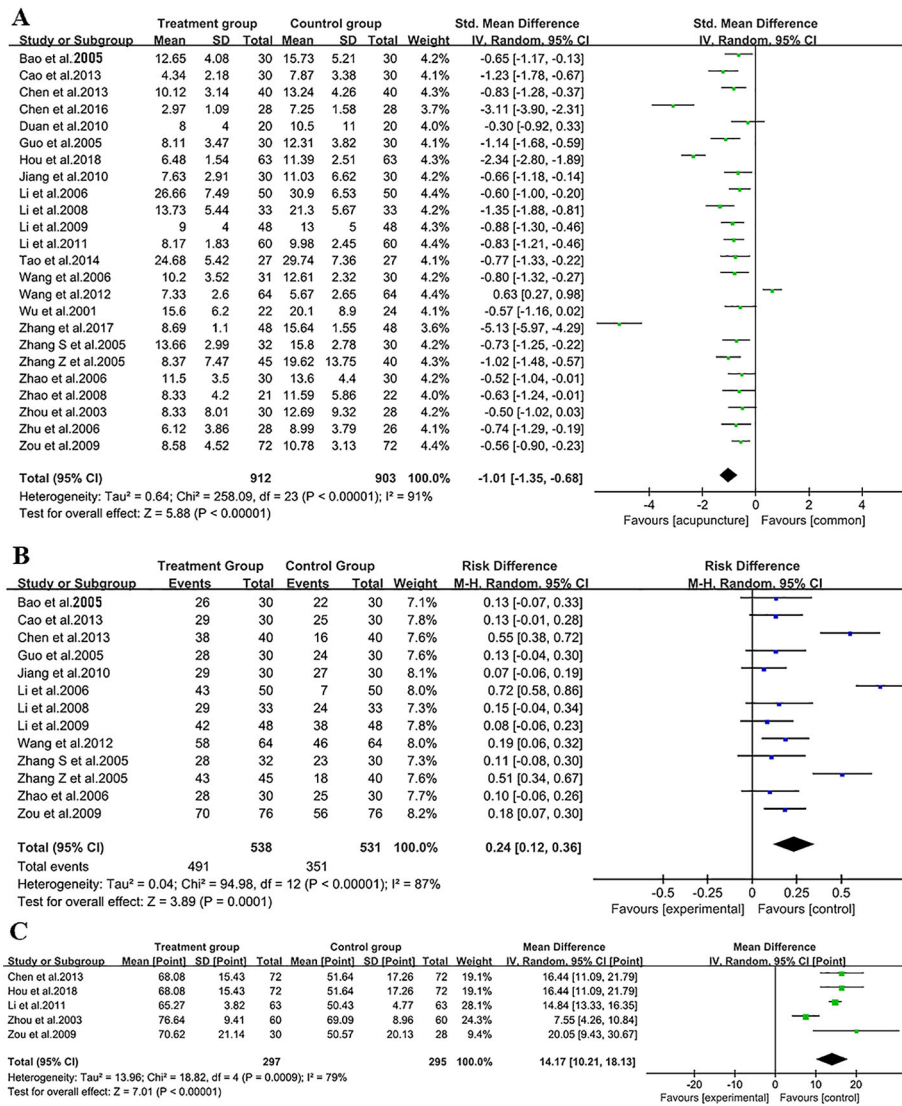 A
Treatment group Countrol group Std. Mean Difference Std. Mean Difference
Study or Subgroup Mean SD Total Mean SD Total Weight IV. Random. 95% CI IV. Random. 95% CI
Bao et al.2005 12.65 4.08 30 15.73 5.21 30 4.2% -0.65 [-1.17, -0.13]
Cao et al.2013 4.34 2.18 30 7.87 3.38 30 4.2% -1.23 [-1.78, -0.67]
Chen et al.2013 10.12 3.14 40 13.24 4.26 40 4.2% -0.83 [-1.28, -0.37]
Chen et al.2016 2.97 1.09 28 7.25 1.58 28 3.7% -3.11 [-3.90, -2.31]
Duan et al.2010 8 4 20 10.5 11 20 4.0% -0.30 [-0.92, 0.33]
Guo et al.2005 8.11 3.47 30 12.31 3.82 30 4.1% -1.14 [-1.68, -0.59]
Hou et al.2018 6.48 1.54 63 11.39 2.51 63 4.2% -2.34 [-2.80, -1.89]
Jiang et al.2010 7.63 2.91 30 11.03 6.62 30 4.2% -0.66 [-1.18, -0.14]
Li et al.2006 26.66 7.49 50 30.9 6.53 50 4.3% -0.60 [-1.00, -0.20]
Li et al.2008 13.73 5.44 33 21.3 5.67 33 4.2% -1.35 [-1.88, -0.81]
Li et al.2009 9 4 48 13 5 48 4.3% -0.88 [-1.30, -0.46]
Li et al.2011 8.17 1.83 60 9.98 2.45 60 4.3% -0.83 [-1.21, -0.46]
Tao et al.2014 24.68 5.42 27 29.74 7.36 27 4.1% -0.77 [-1.33, -0.22]
Wang et al.2006 10.2 3.52 31 12.61 2.32 30 4.1% -0.80 [-1.32, -0.27]
Wang et al.2012 7.33 2.6 64 5.67 2.65 64 4.4% 0.63 [0.27, 0.98]
Wu et al.2001 15.6 6.2 22 20.1 8.9 24 4.1% -0.57 [-1.16, 0.02]
Zhang et al.2017 8.69 1.1 48 15.64 1.55 48 3.6% -5.13 [-5.97, -4.29]
Zhang S et al.2005 13.66 2.99 32 15.8 2.78 30 4.1% -0.73 [-1.25, -0.22]
Zhang Z et al.2005 8.37 7.47 45 19.62 13.75 40 4.2% -1.02 [-1.48, -0.57]
Zhao et al.2006 11.5 3.5 30 13.6 4.4 30 4.1% -0.52 [-1.04, -0.01]
Zhao et al.2008 8.33 4.2 21 11.59 5.86 22 4.1% -0.63 [-1.24, -0.01]
Zhou et al.2003 8.33 8.01 30 12.69 9.32 28 4.1% -0.50 [-1.02, 0.03]
Zhu et al.2006 6.12 3.86 28 8.99 3.79 26 4.1% -0.74 [-1.29, -0.19]
Zou et al.2009 8.58 4.52 72 10.78 3.13 72 4.4% -0.56 [-0.90, -0.23]
Total (95% CI) 912 903 100.0% -1.01 [-1.35, -0.68]
Heterogeneity: Tau² = 0.64; Chi² = 258.09, df = 23 (P < 0.00001); I² = 91%
Test for overall effect: Z = 5.88 (P < 0.00001)
-4 -2 0 2 4
Favours [acupuncture] Favours [common]
B
Treatment Group Control Group Risk Difference Risk Difference
Study or Subgroup Events Total Events Total Weight M-H. Random. 95% CI M-H. Random. 95% CI
Bao et al.2005 26 30 22 30 7.1% 0.13 [-0.07, 0.33]
Cao et al.2013 29 30 25 30 7.8% 0.13 [-0.01, 0.28]
Chen et al.2013 38 40 16 40 7.4% 0.55 [0.38, 0.72]
Guo et al.2005 28 30 24 30 7.6% 0.13 [-0.04, 0.30]
Jiang et al.2010 29 30 27 30 8.1% 0.07 [-0.06, 0.19]
Li et al.2006 43 50 7 50 8.0% 0.72 [0.58, 0.86]
Li et al.2008 29 33 24 33 7.2% 0.15 [-0.04, 0.34]
Li et al.2009 42 48 38 48 7.8% 0.08 [-0.06, 0.23]
Wang et al.2012 58 64 46 64 8.0% 0.19 [0.06, 0.32]
Zhang S et al.2005 28 32 23 30 7.3% 0.11 [-0.08, 0.30]
Zhang Z et al.2005 43 45 18 40 7.6% 0.51 [0.34, 0.67]
Zhao et al.2006 28 30 25 30 7.7% 0.10 [-0.06, 0.26]
Zou et al.2009 70 76 56 76 8.2% 0.18 [0.07, 0.30]
Total (95% CI) 538 531 100.0% 0.24 [0.12, 0.36]
Total events 491 351
Heterogeneity: Tau² = 0.04; Chi² = 94.98, df = 12 (P < 0.00001); I² = 87%
Test for overall effect: Z = 3.89 (P = 0.0001)
-0.5 -0.25 0 0.25 0.5
Favours [experimental] Favours [control]
C
Treatment group Control group Mean Difference Mean Difference
Study or Subgroup Mean [Point] SD [Point] Total Mean [Point] SD [Point] Total Weight IV. Random. 95% CI [Point] IV. Random. 95% CI [Point]
Chen et al.2013 68.08 15.43 72 51.64 17.26 72 19.1% 16.44 [11.09, 21.79]
Hou et al.2018 68.08 15.43 72 51.64 17.26 72 19.1% 16.44 [11.09, 21.79]
Li et al.2011 65.27 3.82 63 50.43 4.77 63 28.1% 14.84 [13.33, 16.35]
Zhou et al.2003 76.64 9.41 60 69.09 8.96 60 24.3% 7.55 [4.26, 10.84]
Zou et al.2009 70.62 21.14 30 50.57 20.13 28 9.4% 20.05 [9.43, 30.67]
Total (95% CI) 297 295 100.0% 14.17 [10.21, 18.13]
Heterogeneity: Tau² = 13.96; Chi² = 18.82, df = 4 (P = 0.0009); I² = 79%
Test for overall effect: Z = 7.01 (P < 0.00001)
-20 -10 0 10 20
Favours [experimental] Favours [control]